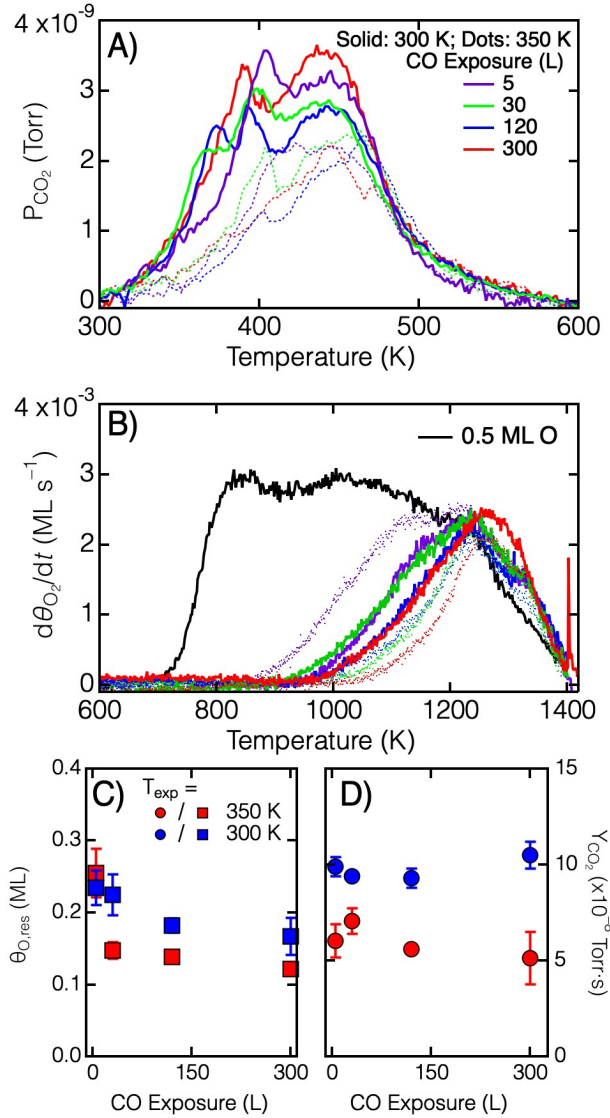 4 x10⁻⁹
A)
Solid: 300 K; Dots: 350 K
CO Exposure (L)
5
30
120
300
3
2
1
0
P_CO₂ (Torr)
300 400 500 600
Temperature (K)
4 x10⁻³
B)
0.5 ML O
3
2
1
0
dθ_O₂/dt (ML s⁻¹)
600 800 1000 1200 1400
Temperature (K)
0.4
0.3
0.2
0.1
0.0
θ_O,res (ML)
C)
T_exp =
/ 350 K
/ 300 K
0 150 300
CO Exposure (L)
D)
15
10
5
0
Y_CO₂ (x10⁻⁸ Torr·s)
0 150 300
CO Exposure (L)